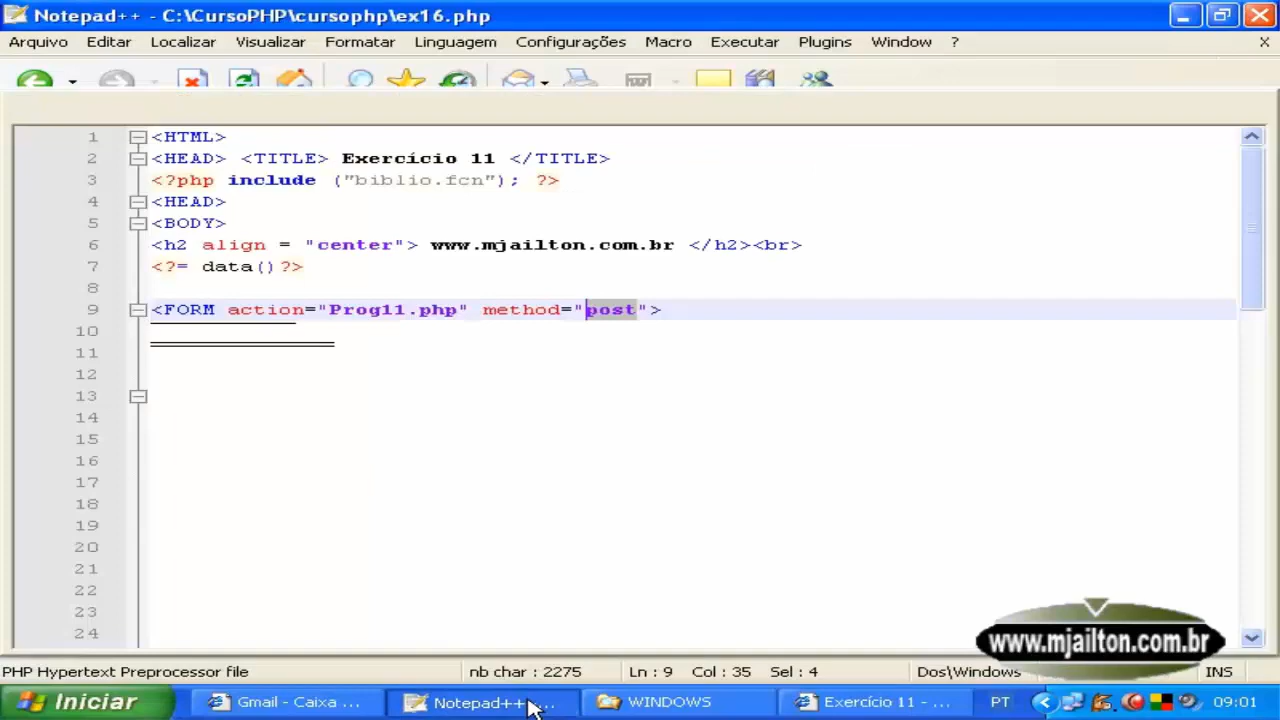 Notepad++ - C:\CursoPHP\cursophp\ex16.php
Arquivo Editar Localizar Visualizar Formatar Linguagem Configurações Macro Executar Plugins Window ? X
1 <HTML>
2 <HEAD> <TITLE> Exercício 11 </TITLE>
3 <?php include ("biblio.fcn"); ?>
4 <HEAD>
5 <BODY>
6 <h2 align = "center"> www.mjailton.com.br </h2><br>
7 <?= data()?>
8
9 <FORM action="Prog11.php" method="post">
10
11
12
13
14
15
16
17
18
19
20
21
22
23
24
www.mjailton.com.br
PHP Hypertext Preprocessor file nb char : 2275 Ln : 9 Col : 35 Sel : 4 Dos\Windows INS
Iniciar Gmail - Caixa ... Notepad++ ... WINDOWS Exercício 11 - ... PT 09:01